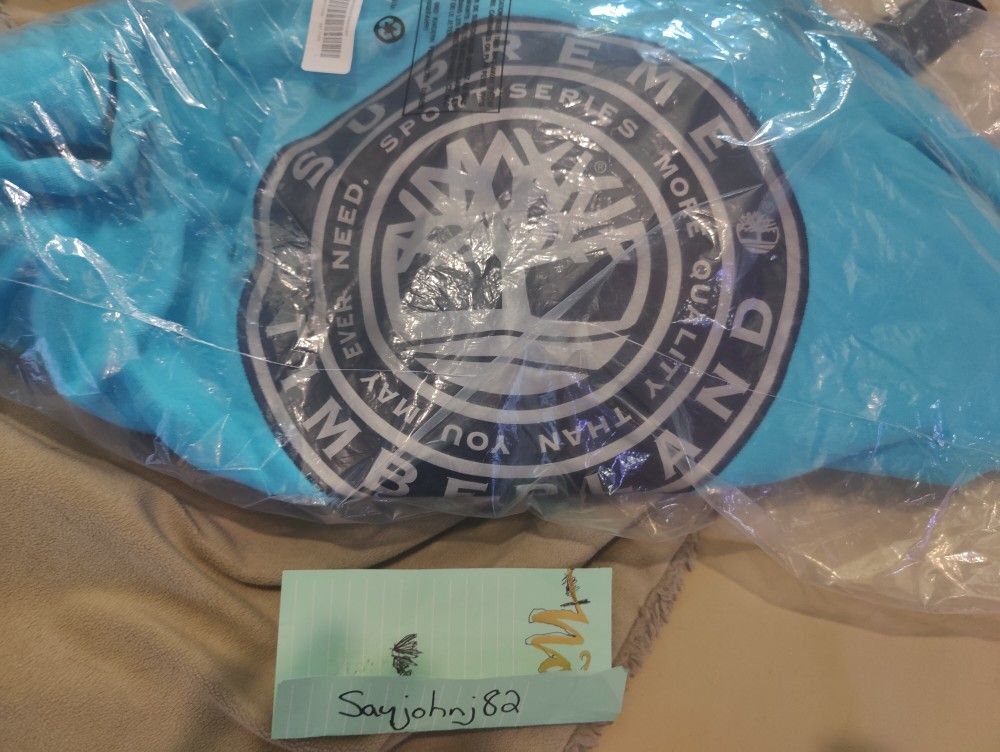 SUPREME
TIMBERLAND
SPORT SERIES
MORE QUALITY THAN YOU MAY EVER NEED.
®
Sayjohnj82